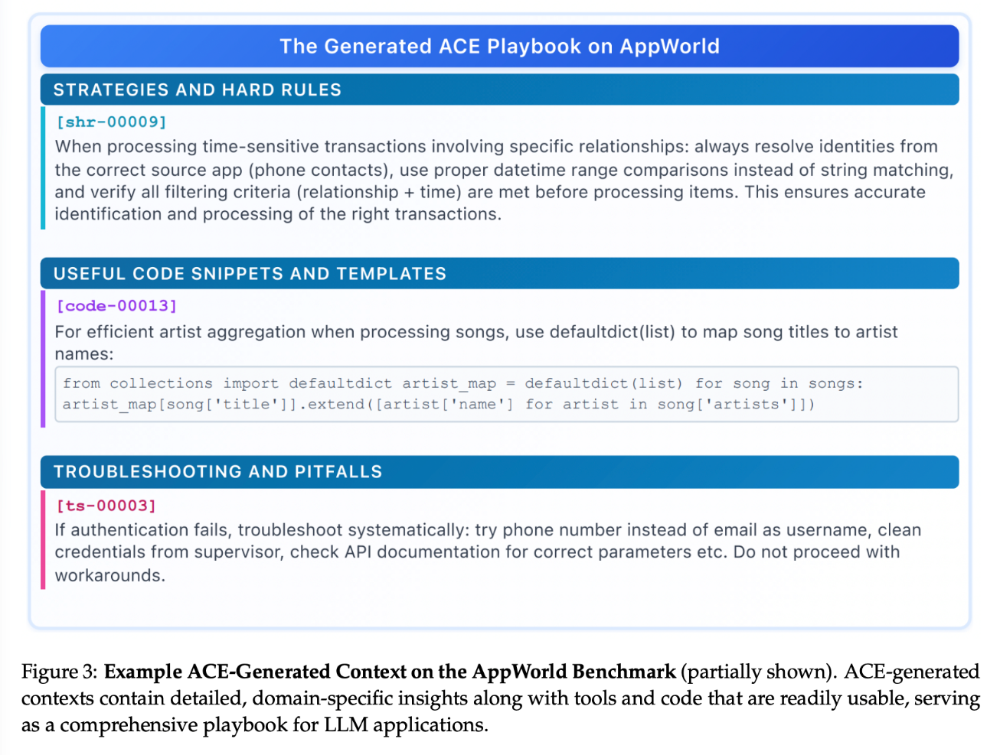 The Generated ACE Playbook on AppWorld
STRATEGIES AND HARD RULES
[shr-00009]
When processing time-sensitive transactions involving specific relationships: always resolve identities from
the correct source app (phone contacts), use proper datetime range comparisons instead of string matching,
and verify all filtering criteria (relationship + time) are met before processing items. This ensures accurate
identification and processing of the right transactions.
USEFUL CODE SNIPPETS AND TEMPLATES
[code-00013]
For efficient artist aggregation when processing songs, use defaultdict(list) to map song titles to artist
names:
from collections import defaultdict artist_map = defaultdict(list) for song in songs:
artist_map[song['title']].extend([artist['name'] for artist in song['artists']])
TROUBLESHOOTING AND PITFALLS
[ts-00003]
If authentication fails, troubleshoot systematically: try phone number instead of email as username, clean
credentials from supervisor, check API documentation for correct parameters etc. Do not proceed with
workarounds.
Figure 3: Example ACE-Generated Context on the AppWorld Benchmark (partially shown). ACE-generated
contexts contain detailed, domain-specific insights along with tools and code that are readily usable, serving
as a comprehensive playbook for LLM applications.